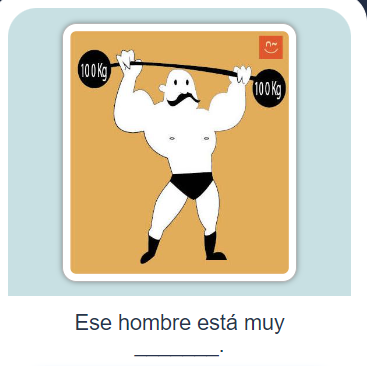 100Kg
100Kg
Ese hombre está muy
_______.